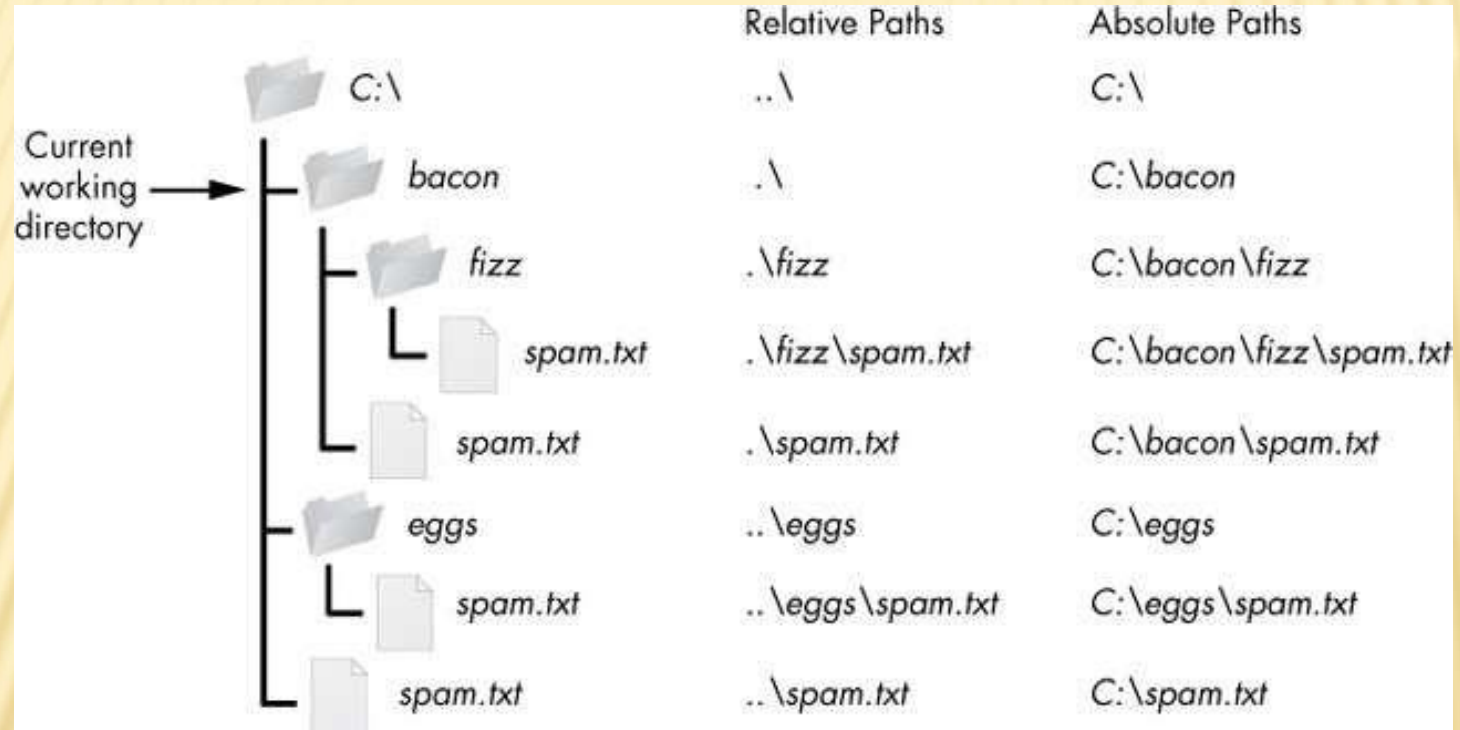 Relative Paths Absolute Paths
C:\ ..\ C:\
Current
working
directory
bacon .\ C:\bacon
fizz .\fizz C:\bacon\fizz
spam.txt .\fizz\spam.txt C:\bacon\fizz\spam.txt
spam.txt .\spam.txt C:\bacon\spam.txt
eggs ..\eggs C:\eggs
spam.txt ..\eggs\spam.txt C:\eggs\spam.txt
spam.txt ..\spam.txt C:\spam.txt